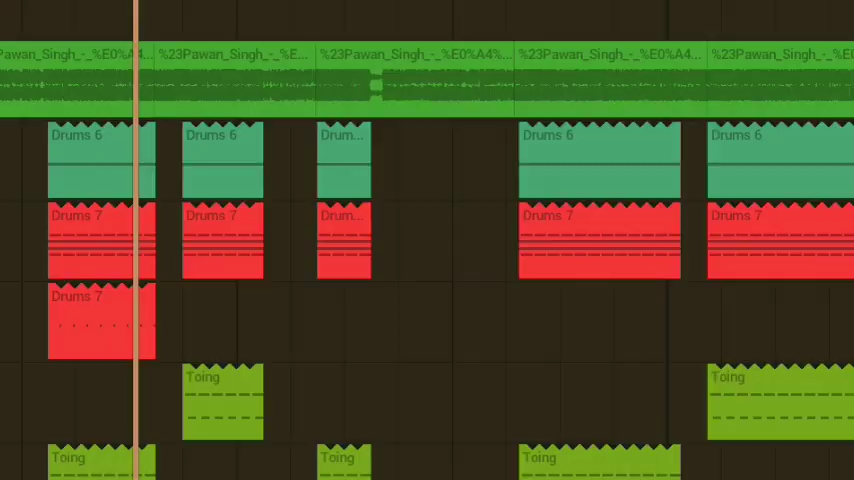 Pawan_Singh_-_%E0%A4... %23Pawan_Singh_-_%E... %23Pawan_Singh_-_%E0%A4%... %23Pawan_Singh_-_%E0%A4... %23Pawan_Singh_-_%E0
Drums 6 Drums 6 Drum... Drums 6 Drums 6
Drums 7 Drums 7 Drum... Drums 7 Drums 7
Drums 7
Toing Toing
Toing Toing Toing